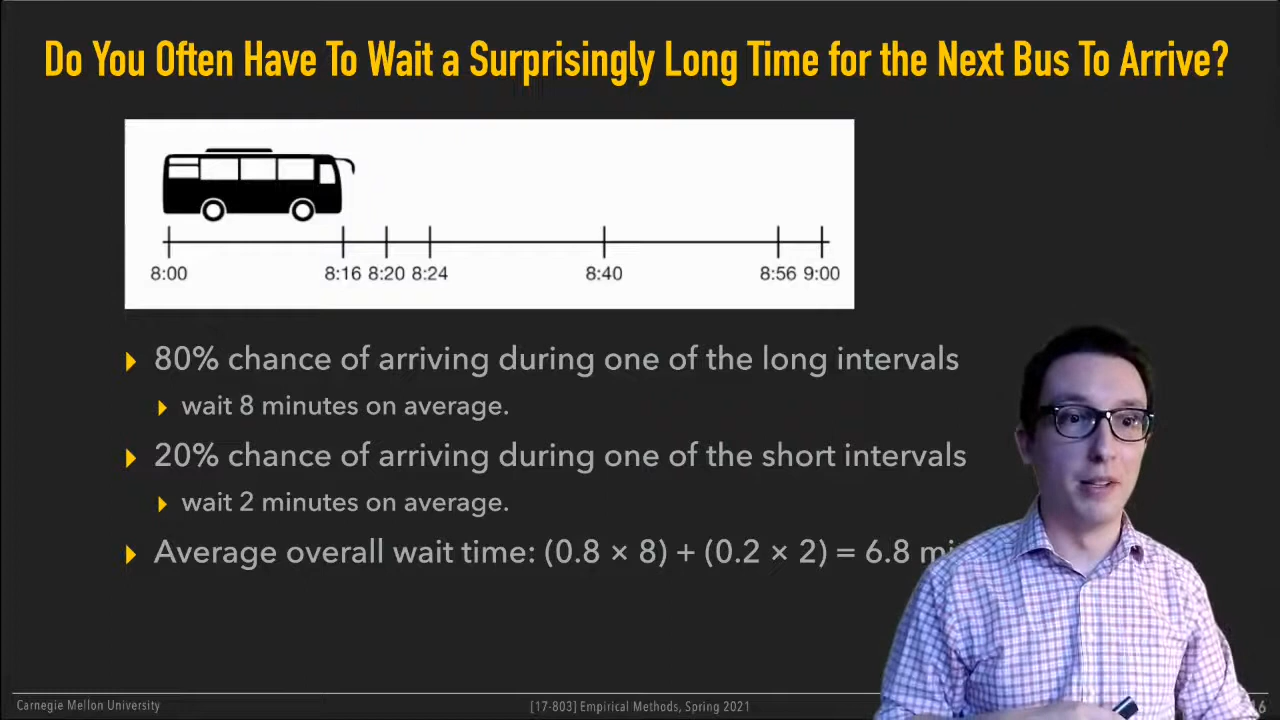 Do You Often Have To Wait a Surprisingly Long Time for the Next Bus To Arrive?
8:00 8:16 8:20 8:24 8:40 8:56 9:00
80% chance of arriving during one of the long intervals
wait 8 minutes on average.
20% chance of arriving during one of the short intervals
wait 2 minutes on average.
Average overall wait time: (0.8 × 8) + (0.2 × 2) = 6.8
Carnegie Mellon University
[17-803] Empirical Methods, Spring 2021